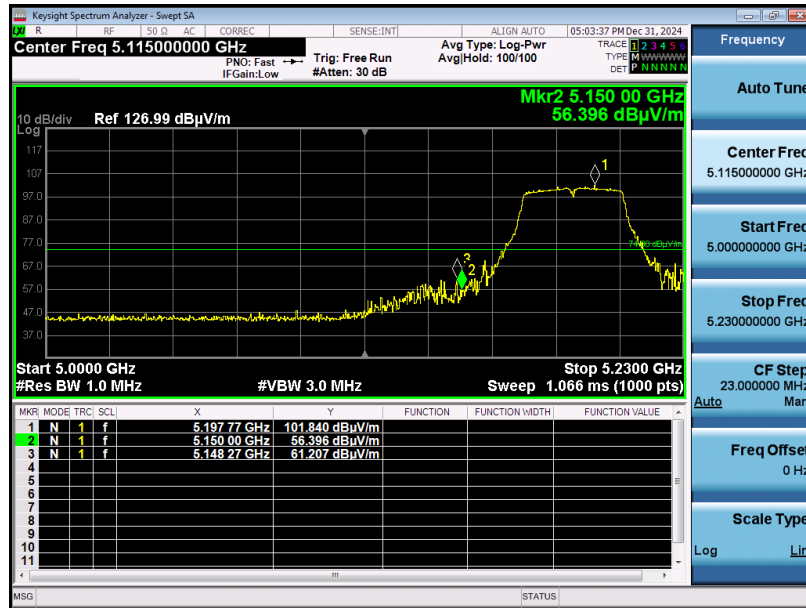 Keysight Spectrum Analyzer - Swept SA
LXI R RF 50 Ω AC CORREC SENSE:INT ALIGN AUTO 05:03:37 PM Dec 31, 2024
Center Freq 5.115000000 GHz
PNO: Fast
IFGain:Low
Trig: Free Run
#Atten: 30 dB
Avg Type: Log-Pwr
Avg|Hold: 100/100
TRACE 1 2 3 4 5 6
TYPE M W W W W W
DET P N N N N N
Mkr2 5.150 00 GHz
56.396 dBµV/m
10 dB/div Ref 126.99 dBµV/m
Log
117
107
97.0
87.0
77.0
67.0
57.0
47.0
37.0
1
3
2
Start 5.0000 GHz Stop 5.2300 GHz
#Res BW 1.0 MHz #VBW 3.0 MHz Sweep 1.066 ms (1000 pts)
MKR MODE TRC SCL X Y FUNCTION FUNCTION WIDTH FUNCTION VALUE
1 N 1 f 5.197 77 GHz 101.840 dBµV/m
2 N 1 f 5.150 00 GHz 56.396 dBµV/m
3 N 1 f 5.148 27 GHz 61.207 dBµV/m
4
5
6
7
8
9
10
11
MSG STATUS
Frequency
Auto Tune
Center Freq
5.115000000 GHz
Start Freq
5.000000000 GHz
Stop Freq
5.230000000 GHz
CF Step
23.000000 MHz
Auto Man
Freq Offset
0 Hz
Scale Type
Log Lin